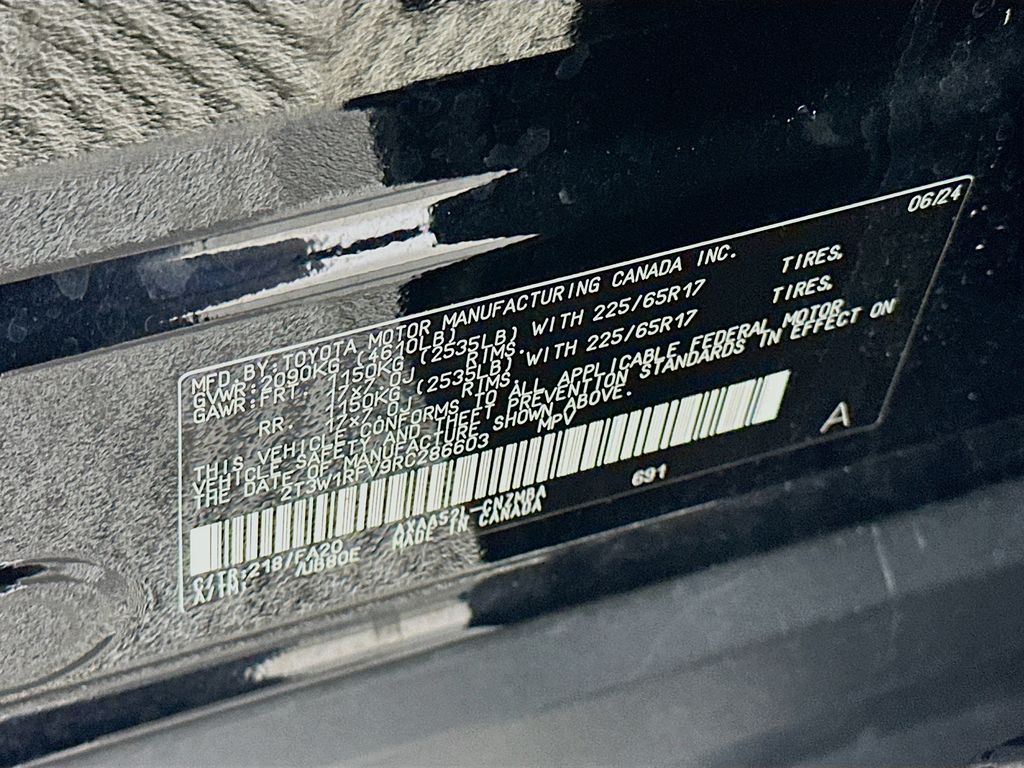 06/24
MFD BY: TOYOTA MOTOR MANUFACTURING CANADA INC.
GVWR: 2090KG (4610LB)
GAWR: FRT. 1150KG (2535LB) WITH 225/65R17 TIRES,
17x7.0J RIMS.
RR. 1150KG (2535LB) WITH 225/65R17 TIRES,
17x7.0J RIMS.
THIS VEHICLE CONFORMS TO ALL APPLICABLE FEDERAL MOTOR
VEHICLE SAFETY AND THEFT PREVENTION STANDARDS IN EFFECT ON
THE DATE OF MANUFACTURE SHOWN ABOVE.
2T3W1RFV9RC286603 MPV
A
691
C/TR:218/FA20 AXAA52L-CNZMBA
A/TM: /UB80E MADE IN CANADA